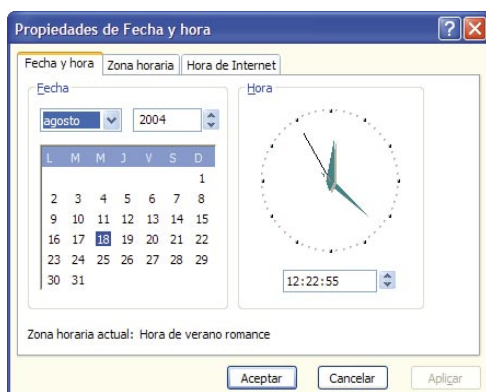 Propiedades de Fecha y hora
Fecha y hora Zona horaria Hora de Internet
Fecha
agosto 2004
L M M J V S D
1
2 3 4 5 6 7 8
9 10 11 12 13 14 15
16 17 18 19 20 21 22
23 24 25 26 27 28 29
30 31
Hora
12:22:55
Zona horaria actual: Hora de verano romance
Aceptar Cancelar Aplicar